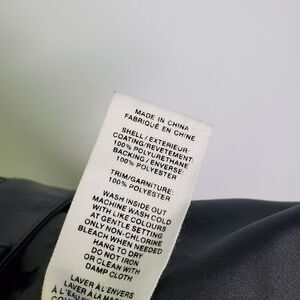 MADE IN CHINA
FABRIQUÉ EN CHINE
SHELL / EXTERIEUR:
COATING/REVETEMENT:
100% POLYURETHANE
BACKING / ENVERSE:
100% POLYESTER
TRIM/GARNITURE:
100% POLYESTER
WASH INSIDE OUT
MACHINE WASH COLD
WITH LIKE COLOURS
AT GENTLE SETTING
ONLY NON-CHLORINE
BLEACH WHEN NEEDED
HANG TO DRY
DO NOT IRON
OR CLEAN WITH
DAMP CLOTH
LAVER À L'ENVERS
LAVER À LA